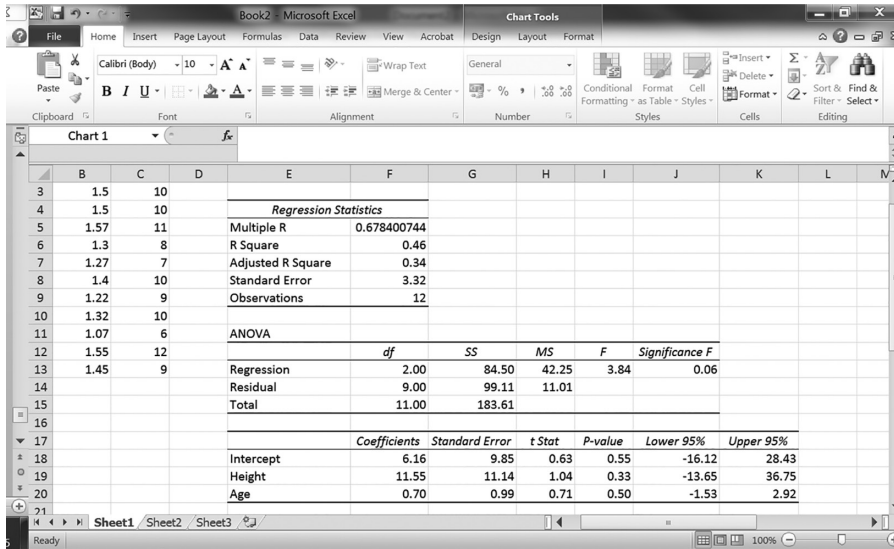 Book2 - Microsoft Excel
Chart Tools
File Home Insert Page Layout Formulas Data Review View Acrobat Design Layout Format
Calibri (Body) 10 A A Wrap Text General Insert Σ
Paste B I U A Merge & Center % , .0 .00 .00 .0 Conditional Formatting Format as Table Cell Styles Delete Format Sort & Filter Find & Select
Clipboard Font Alignment Number Styles Cells Editing
Chart 1 fx
B C D E F G H I J K L M
3 1.5 10
4 1.5 10 Regression Statistics
5 1.57 11 Multiple R 0.678400744
6 1.3 8 R Square 0.46
7 1.27 7 Adjusted R Square 0.34
8 1.4 10 Standard Error 3.32
9 1.22 9 Observations 12
10 1.32 10
11 1.07 6 ANOVA
12 1.55 12 df SS MS F Significance F
13 1.45 9 Regression 2.00 84.50 42.25 3.84 0.06
14 Residual 9.00 99.11 11.01
15 Total 11.00 183.61
16
17 Coefficients Standard Error t Stat P-value Lower 95% Upper 95%
18 Intercept 6.16 9.85 0.63 0.55 -16.12 28.43
19 Height 11.55 11.14 1.04 0.33 -13.65 36.75
20 Age 0.70 0.99 0.71 0.50 -1.53 2.92
21
Sheet1 Sheet2 Sheet3
Ready 100%